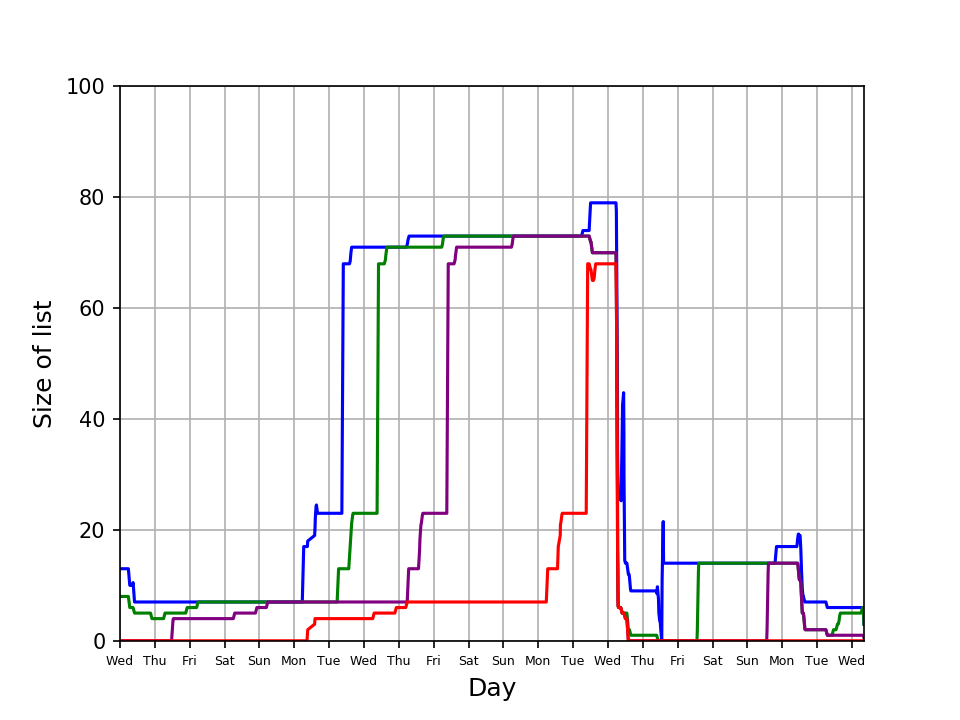 100
80
60
40
20
0
Size of list
Wed Thu Fri Sat Sun Mon Tue Wed Thu Fri Sat Sun Mon Tue Wed Thu Fri Sat Sun Mon Tue Wed
Day